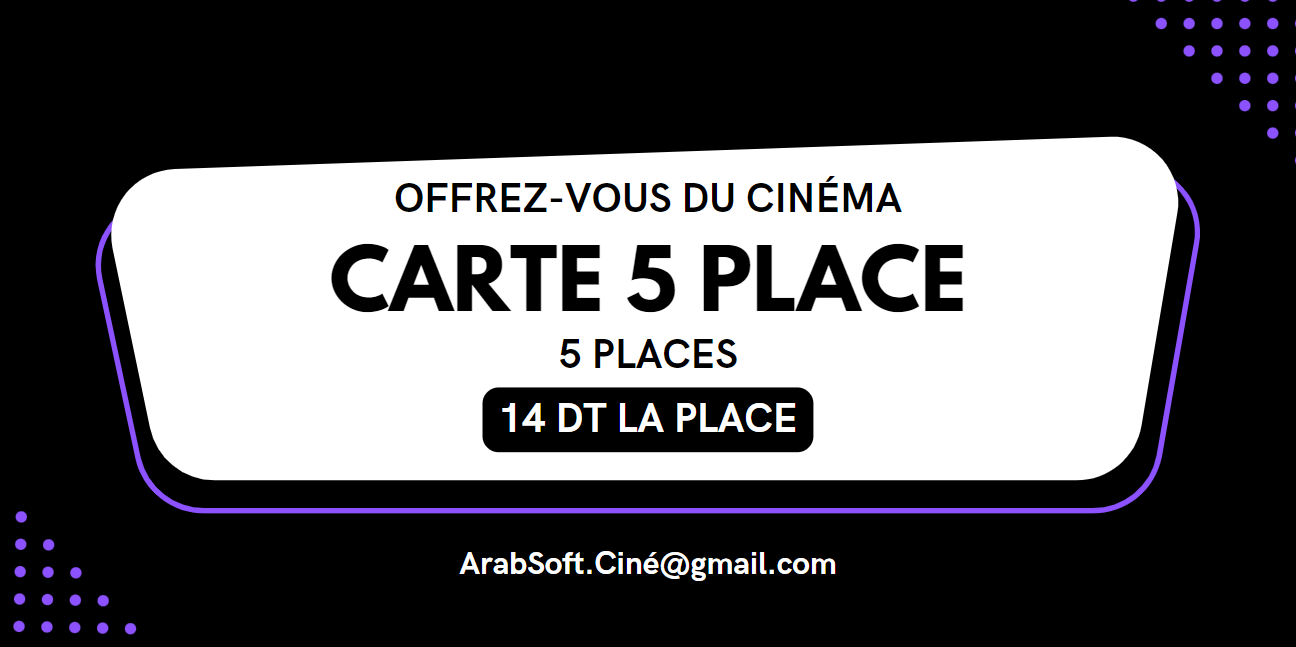 OFFREZ-VOUS DU CINÉMA
CARTE 5 PLACE
5 PLACES
14 DT LA PLACE
ArabSoft.Ciné@gmail.com